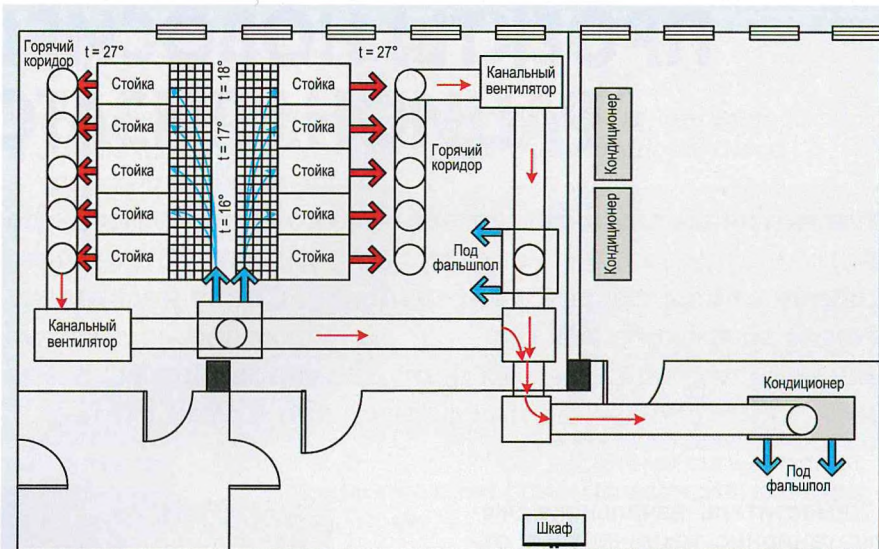 Горячий
коридор
t = 27°
t = 27°
Стойка
Стойка
Стойка
Стойка
Стойка
t = 18°
t = 17°
t = 16°
Стойка
Стойка
Стойка
Стойка
Стойка
Горячий
коридор
Канальный
вентилятор
Кондиционер
Кондиционер
Под
фальшпол
Канальный
вентилятор
Кондиционер
Под
фальшпол
Шкаф